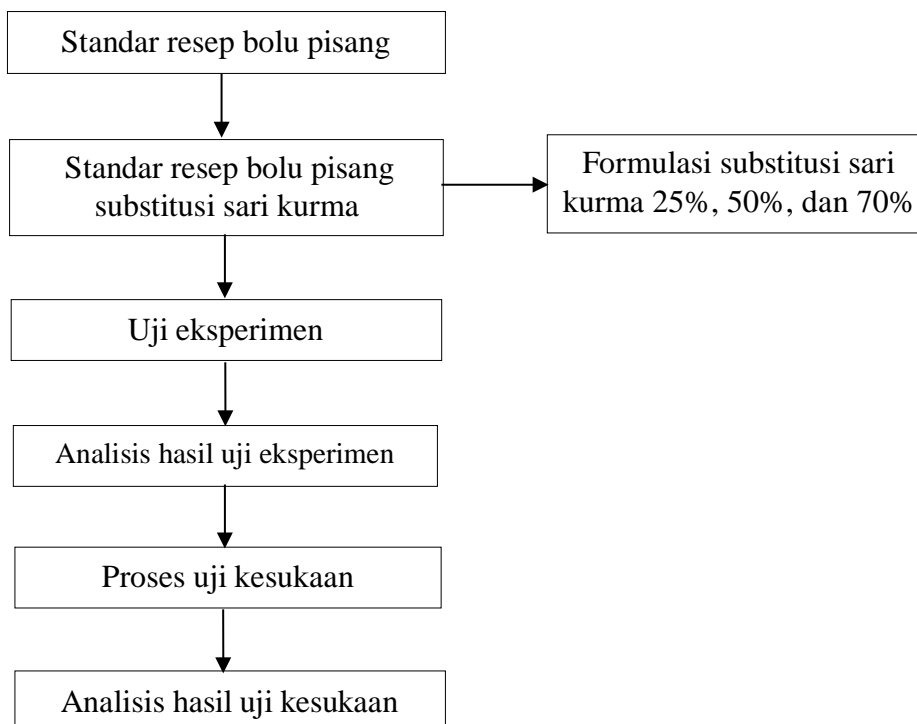 Standar resep bolu pisang
Standar resep bolu pisang
substitusi sari kurma
Formulasi substitusi sari
kurma 25%, 50%, dan 70%
Uji eksperimen
Analisis hasil uji eksperimen
Proses uji kesukaan
Analisis hasil uji kesukaan